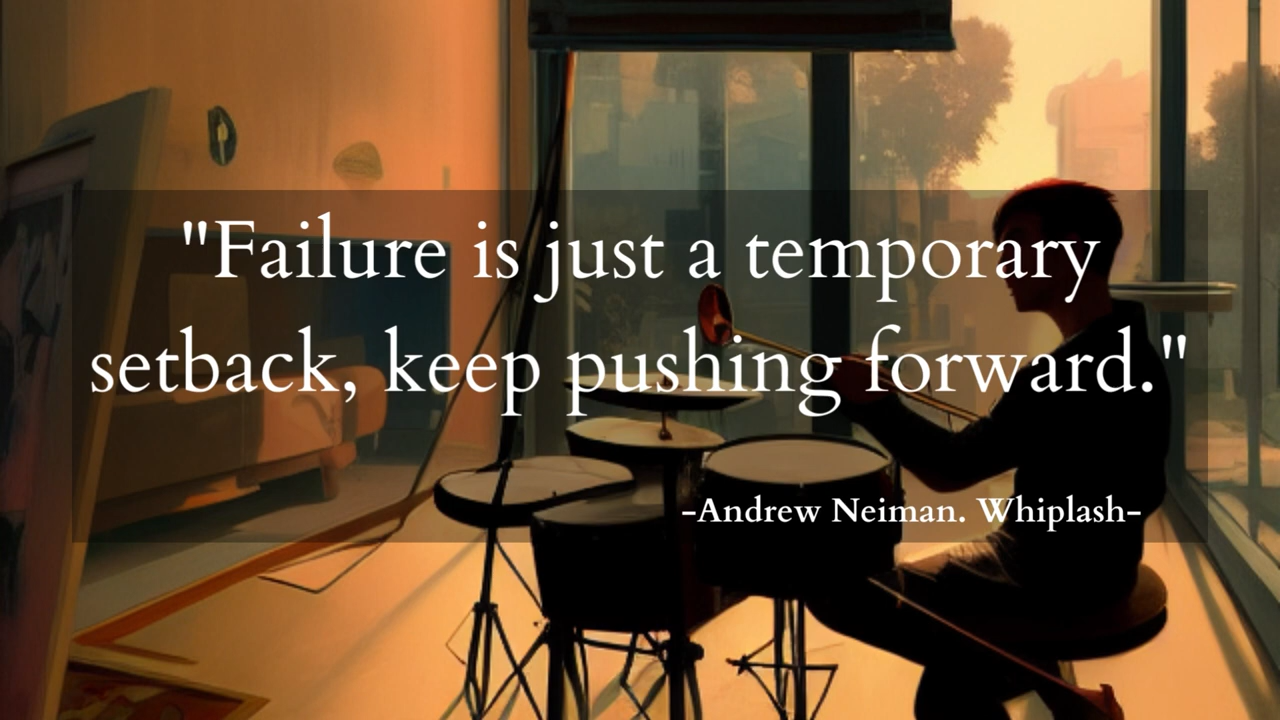 "Failure is just a temporary
setback, keep pushing forward."
-Andrew Neiman. Whiplash-